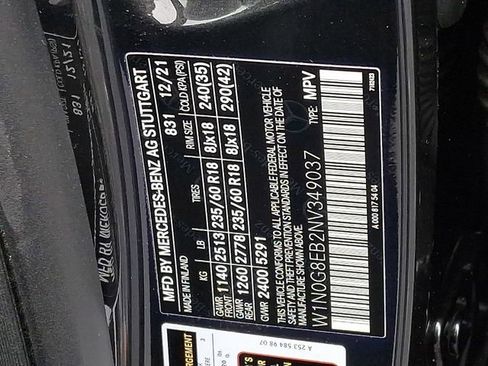 MFD BY MERCEDES-BENZ AG STUTTGART
MADE IN FINLAND 831 12/21
KG LB TIRES RIM SIZE COLD KPA(PSI)
GAWR FRONT 1140 2513 235/60 R18 8Jx18 240(35)
GAWR REAR 1260 2778 235/60 R18 8Jx18 290(42)
GVWR 2400 5291
THIS VEHICLE CONFORMS TO ALL APPLICABLE FEDERAL MOTOR VEHICLE
SAFETY AND THEFT PREVENTION STANDARDS IN EFFECT ON THE DATE
OF MANUFACTURE SHOWN ABOVE.
W1N0G8EB2NV349037 TYPE: MPV
A 000 817 54 04
A 253 584 98 07
831 12/21